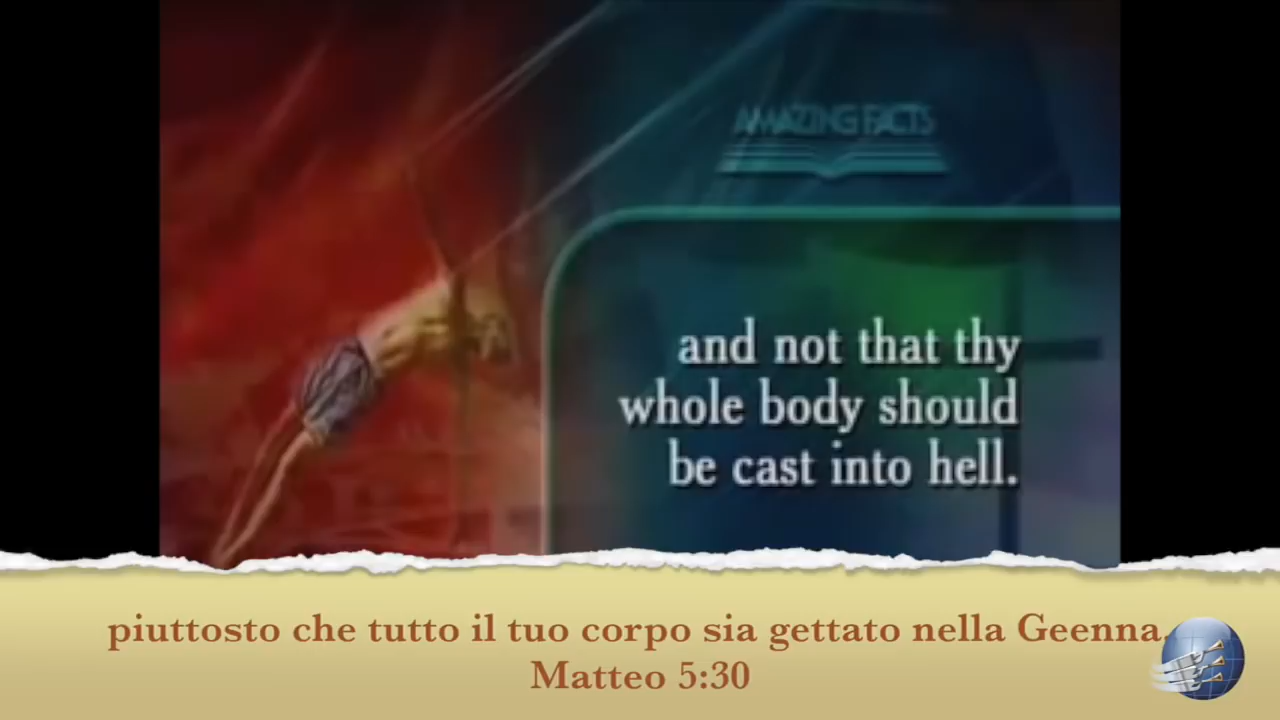 AMAZING FACTS
and not that thy
whole body should
be cast into hell.
piuttosto che tutto il tuo corpo sia gettato nella Geenna.
Matteo 5:30